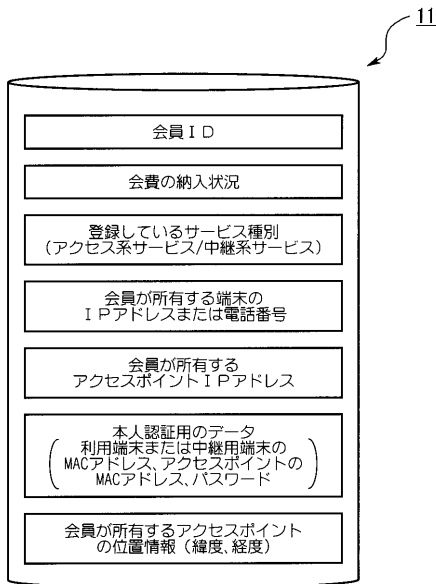 11
会員ID
会費の納入状況
登録しているサービス種別
(アクセス系サービス/中継系サービス)
会員が所有する端末の
IPアドレスまたは電話番号
会員が所有する
アクセスポイントIPアドレス
本人認証用のデータ
(利用端末または中継用端末の
MACアドレス、アクセスポイントの
MACアドレス、パスワード)
会員が所有するアクセスポイント
の位置情報(緯度、経度)